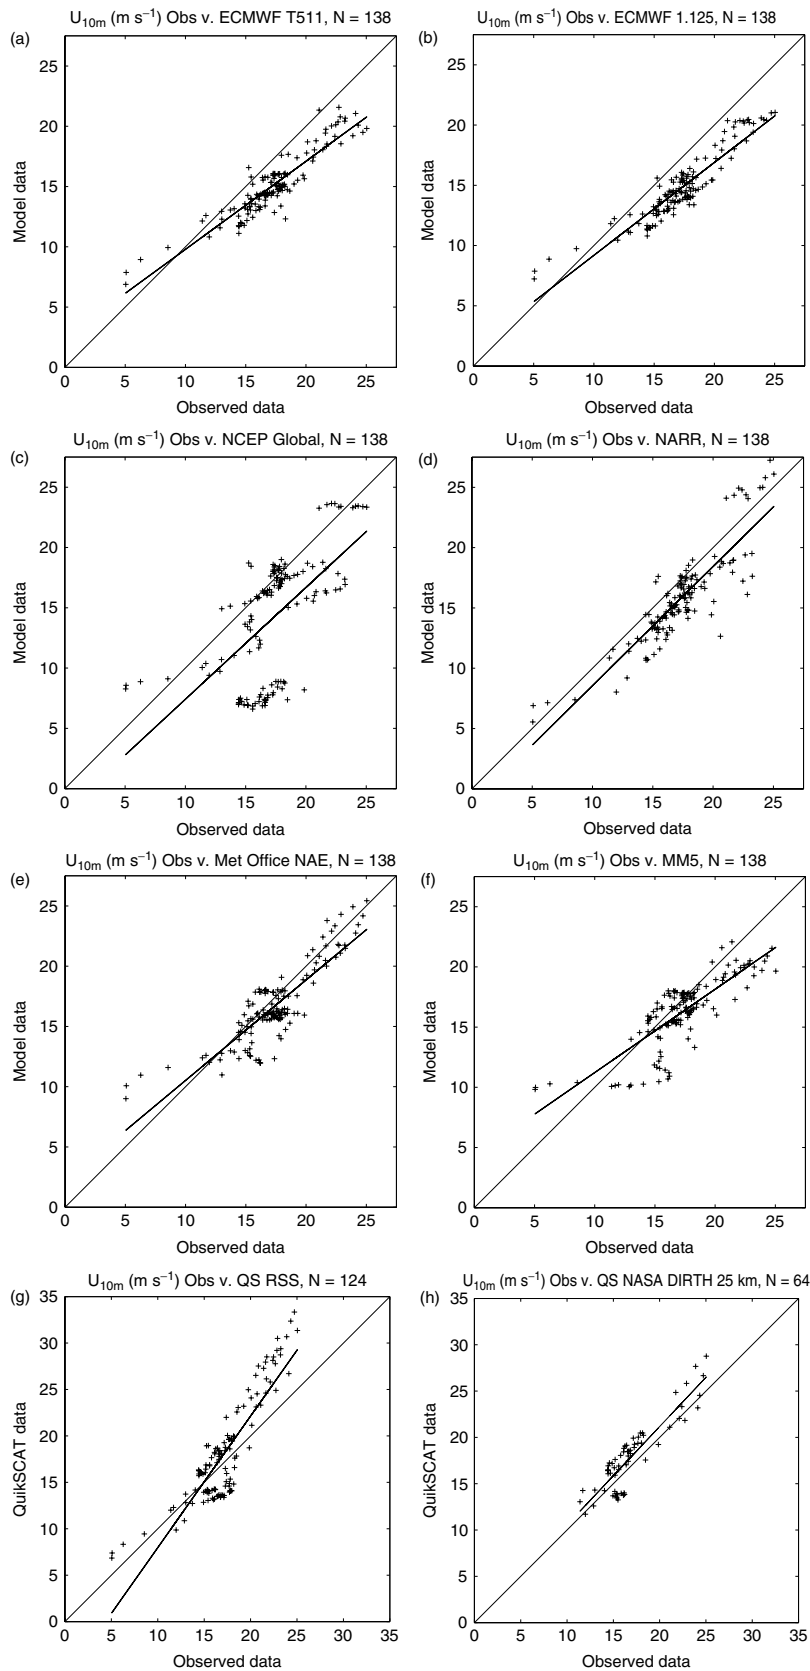 U10m (m s−1) Obs v. ECMWF T511, N = 138
(a)
25
20
15
10
5
0
Model data
0 5 10 15 20 25
Observed data
U10m (m s−1) Obs v. ECMWF 1.125, N = 138
(b)
25
20
15
10
5
0
Model data
0 5 10 15 20 25
Observed data
U10m (m s−1) Obs v. NCEP Global, N = 138
(c)
25
20
15
10
5
0
Model data
0 5 10 15 20 25
Observed data
U10m (m s−1) Obs v. NARR, N = 138
(d)
25
20
15
10
5
0
Model data
0 5 10 15 20 25
Observed data
U10m (m s−1) Obs v. Met Office NAE, N = 138
(e)
25
20
15
10
5
0
Model data
0 5 10 15 20 25
Observed data
U10m (m s−1) Obs v. MM5, N = 138
(f)
25
20
15
10
5
0
Model data
0 5 10 15 20 25
Observed data
U10m (m s−1) Obs v. QS RSS, N = 124
(g)
35
30
25
20
15
10
5
0
QuikSCAT data
0 5 10 15 20 25 30 35
Observed data
U10m (m s−1) Obs v. QS NASA DIRTH 25 km, N = 64
(h)
35
30
25
20
15
10
5
0
QuikSCAT data
0 5 10 15 20 25 30 35
Observed data